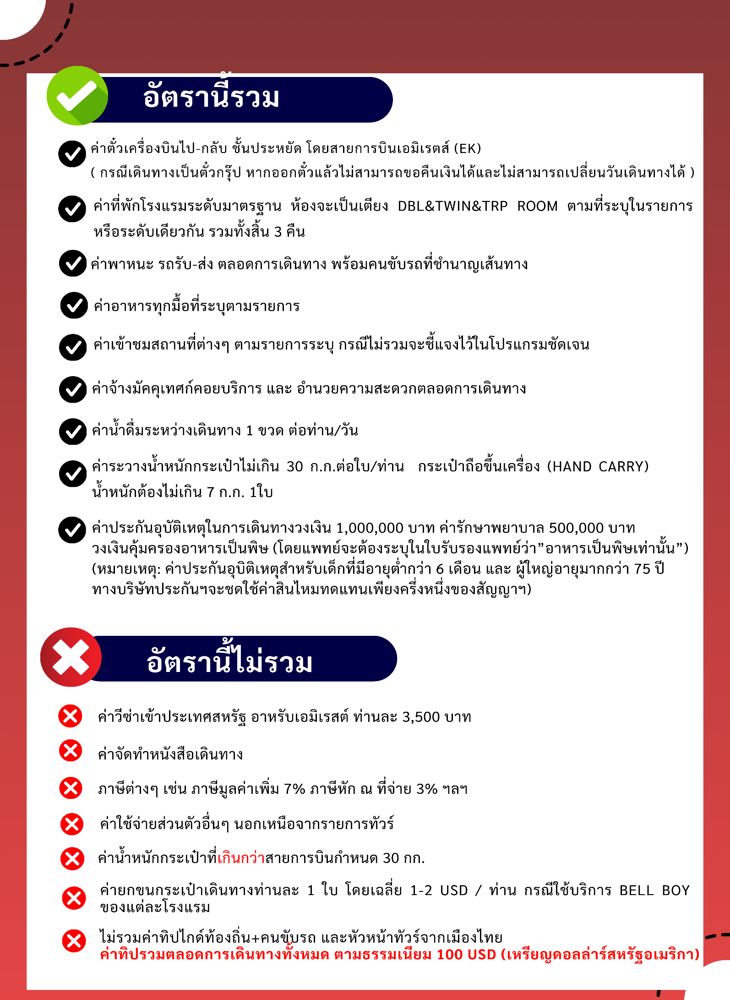 อัตรานี้รวม
ค่าตั๋วเครื่องบินไป-กลับ ชั้นประหยัด โดยสายการบินเอมิเรตส์ (EK)
( กรณีเดินทางเป็นตั๋วกรุ๊ป หากออกตั๋วแล้วไม่สามารถขอคืนเงินได้และไม่สามารถเปลี่ยนวันเดินทางได้ )
ค่าที่พักโรงแรมระดับมาตรฐาน ห้องจะเป็นเตียง DBL&TWIN&TRP ROOM ตามที่ระบุในรายการ
หรือระดับเดียวกัน รวมทั้งสิ้น 3 คืน
ค่าพาหนะ รถรับ-ส่ง ตลอดการเดินทาง พร้อมคนขับรถที่ชำนาญเส้นทาง
ค่าอาหารทุกมื้อที่ระบุตามรายการ
ค่าเข้าชมสถานที่ต่างๆ ตามรายการระบุ กรณีไม่รวมจะชี้แจงไว้ในโปรแกรมชัดเจน
ค่าจ้างมัคคุเทศก์คอยบริการ และ อำนวยความสะดวกตลอดการเดินทาง
ค่าน้ำดื่มระหว่างเดินทาง 1 ขวด ต่อท่าน/วัน
ค่าระวางน้ำหนักกระเป๋าไม่เกิน 30 ก.ก.ต่อใบ/ท่าน กระเป๋าถือขึ้นเครื่อง (HAND CARRY)
น้ำหนักต้องไม่เกิน 7 ก.ก. 1ใบ
ค่าประกันอุบัติเหตุในการเดินทางวงเงิน 1,000,000 บาท ค่ารักษาพยาบาล 500,000 บาท
วงเงินคุ้มครองอาหารเป็นพิษ (โดยแพทย์จะต้องระบุในใบรับรองแพทย์ว่า”อาหารเป็นพิษเท่านั้น”)
(หมายเหตุ: ค่าประกันอุบิติเหตุสำหรับเด็กที่มีอายุต่ำกว่า 6 เดือน และ ผู้ใหญ่อายุมากกว่า 75 ปี
ทางบริษัทประกันฯจะชดใช้ค่าสินไหมทดแทนเพียงครึ่งหนึ่งของสัญญาฯ)
อัตรานี้ไม่รวม
ค่าวีซ่าเข้าประเทศสหรัฐ อาหรับเอมิเรสต์ ท่านละ 3,500 บาท
ค่าจัดทำหนังสือเดินทาง
ภาษีต่างๆ เช่น ภาษีมูลค่าเพิ่ม 7% ภาษีหัก ณ ที่จ่าย 3% ฯลฯ
ค่าใช้จ่ายส่วนตัวอื่นๆ นอกเหนือจากรายการทัวร์
ค่าน้ำหนักกระเป๋าที่เกินกว่าสายการบินกำหนด 30 กก.
ค่ายกขนกระเป๋าเดินทางท่านละ 1 ใบ โดยเฉลี่ย 1-2 USD / ท่าน กรณีใช้บริการ BELL BOY
ของแต่ละโรงแรม
ไม่รวมค่าทิปไกด์ท้องถิ่น+คนขับรถ และหัวหน้าทัวร์จากเมืองไทย
ค่าทิปรวมตลอดการเดินทางทั้งหมด ตามธรรมเนียม 100 USD (เหรียญดอลล่าร์สหรัฐอเมริกา)